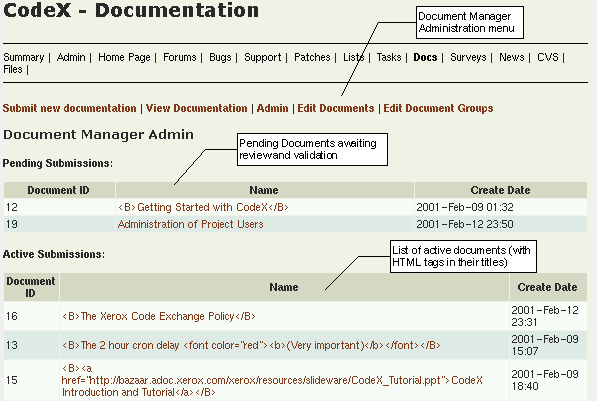 CodeX - Documentation
Document Manager
Administration menu
Summary | Admin | Home Page | Forums | Bugs | Support | Patches | Lists | Tasks | Docs | Surveys | News | CVS |
Files |
Submit new documentation | View Documentation | Admin | Edit Documents | Edit Document Groups
Document Manager Admin
Pending Documents awaiting
reviewand validation
Pending Submissions:
Document ID Name Create Date
12 <B>Getting Started with CodeX</B> 2001-Feb-09 01:32
19 Administration of Project Users 2001-Feb-12 23:50
Active Submissions:
List of active documents (with
HTML tags in their titles)
Document
ID Name Create Date
16 <B>The Xerox Code Exchange Policy</B> 2001-Feb-12
23:31
13 <B>The 2 hour cron delay <font color="red"><b>(Very important)</b></font></B> 2001-Feb-09
15:07
<B><a
15 href="http://bazaar.adoc.xerox.com/xerox/resources/slideware/CodeX_Tutorial.ppt">CodeX 2001-Feb-09
Introduction and Tutorial</a></B> 18:40